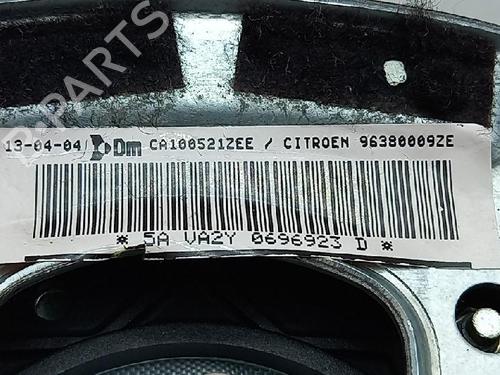 B-PARTS
13-04-04/ Dm CA100521ZEE / CITROEN 96380009ZE
* 5A VA2Y 0696923 D *